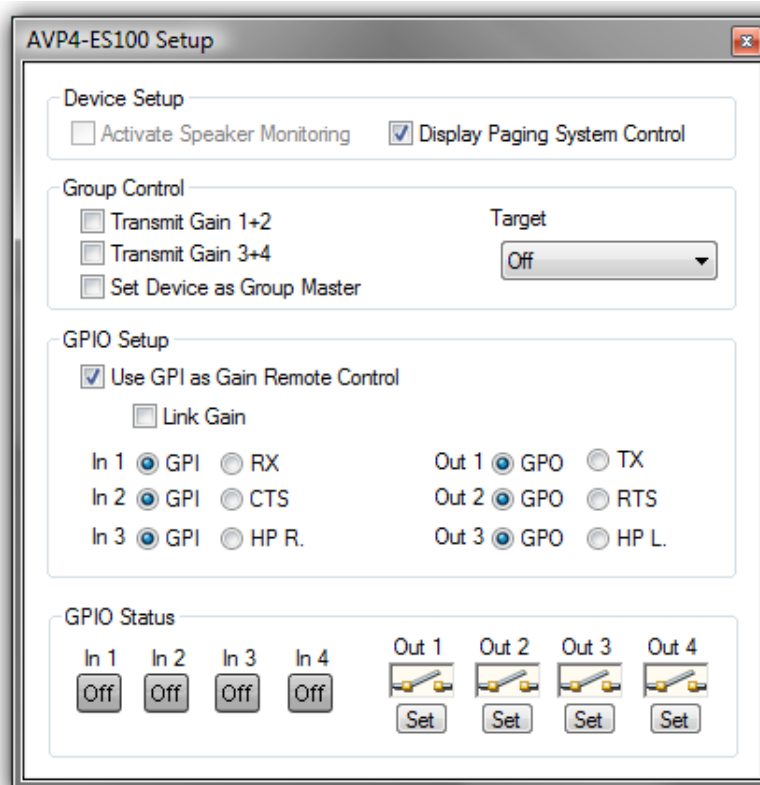 AVP4-ES100 Setup
Device Setup
Activate Speaker Monitoring Display Paging System Control
Group Control
Transmit Gain 1+2 Target
Transmit Gain 3+4 Off
Set Device as Group Master
GPIO Setup
Use GPI as Gain Remote Control
Link Gain
In 1 GPI RX Out 1 GPO TX
In 2 GPI CTS Out 2 GPO RTS
In 3 GPI HP R. Out 3 GPO HP L.
GPIO Status
In 1 In 2 In 3 In 4 Out 1 Out 2 Out 3 Out 4
Off Off Off Off Set Set Set Set